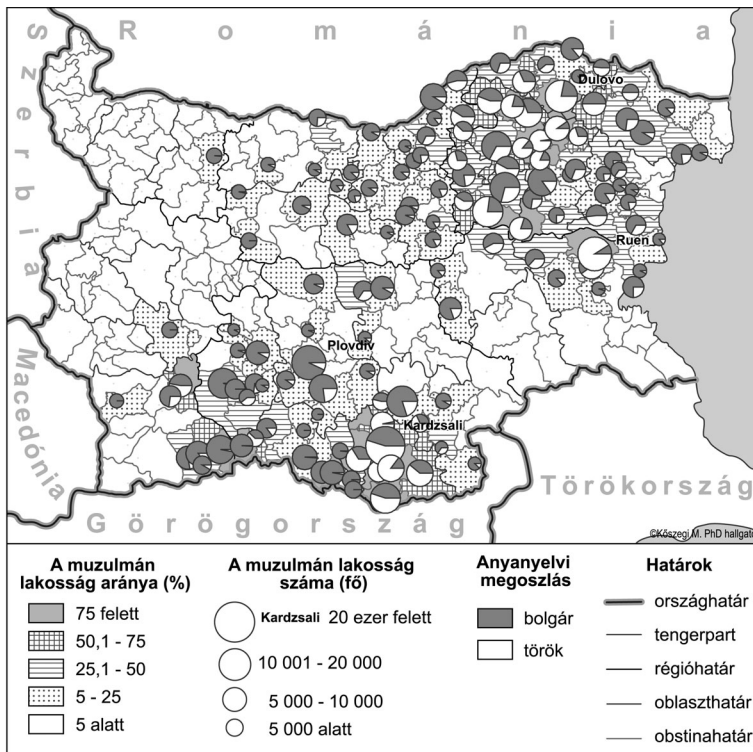 Románia
Szerbia
Dulovo
Ruen
Plovdiv
Macedónia
Kardzsali
Törökország
Görögország
©Kőszegi M. PhD hallgató
A muzulmán
lakosság aránya (%)
75 felett
50,1 - 75
25,1 - 50
5 - 25
5 alatt
A muzulmán lakosság
száma (fő)
Kardzsali 20 ezer felett
10 001 - 20 000
5 000 - 10 000
5 000 alatt
Anyanyelvi
megoszlás
bolgár
török
Határok
országhatár
tengerpart
régióhatár
oblaszthatár
obstinahatár